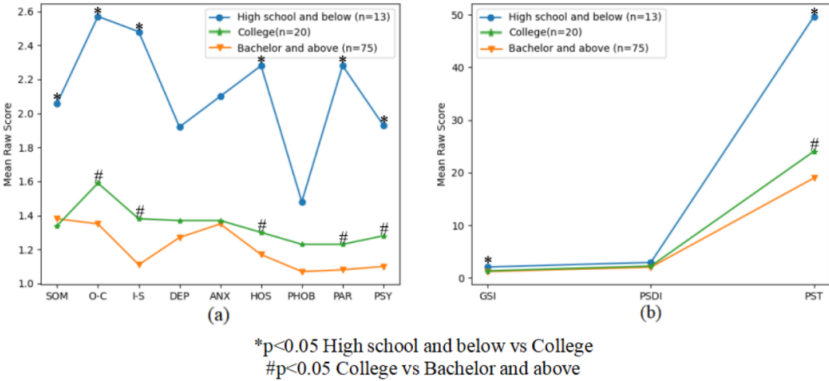 High school and below (n=13)
College(n=20)
Bachelor and above (n=75)
Mean Raw Score
2.6
2.4
2.2
2.0
1.8
1.6
1.4
1.2
1.0
* * * * * *
# # # # #
SOM O-C I-S DEP ANX HOS PHOB PAR PSY
(a)
High school and below (n=13)
College(n=20)
Bachelor and above (n=75)
Mean Raw Score
50
40
30
20
10
0
* *
#
GSI PSDI PST
(b)
*p<0.05 High school and below vs College
#p<0.05 College vs Bachelor and above